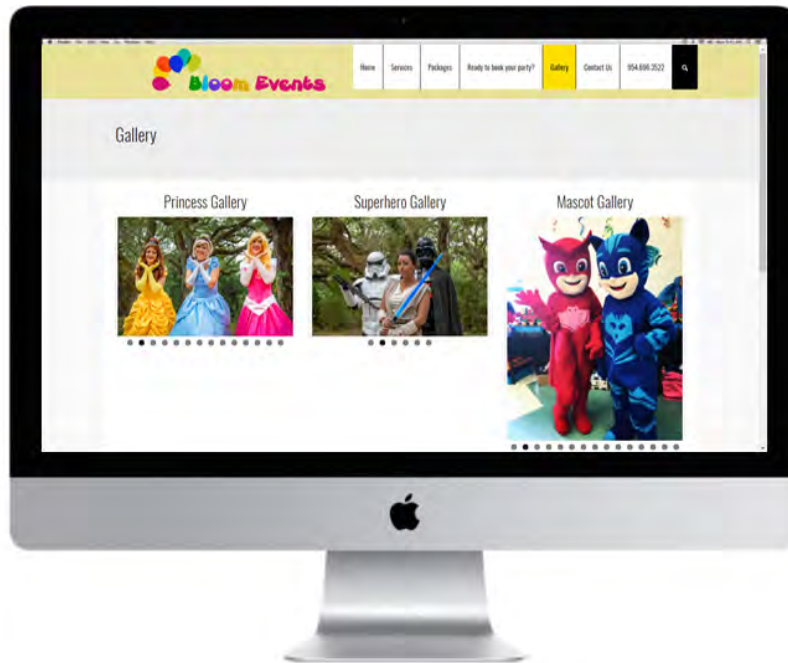 Bloom Events
Home Services Packages Ready to book your party? Gallery Contact Us 954.698.3522
Gallery
Princess Gallery Superhero Gallery Mascot Gallery